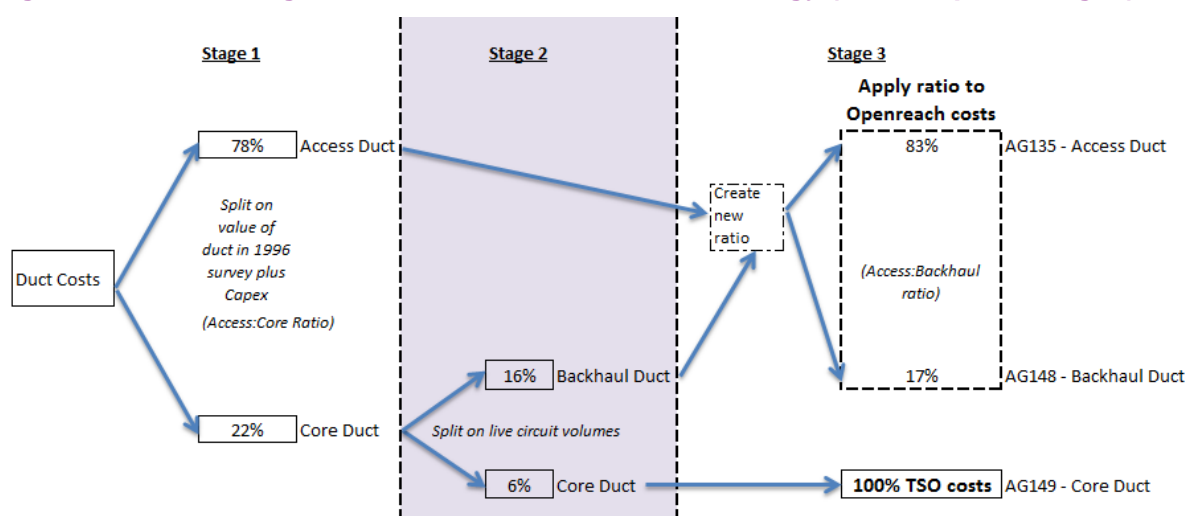 Stage 1
Stage 2
Stage 3
Apply ratio to
Openreach costs
78%
Access Duct
83%
AG135 - Access Duct
Create
new
ratio
Split on
value of
duct in 1996
survey plus
Capex
(Access:Core Ratio)
Duct Costs
(Access:Backhaul
ratio)
16%
Backhaul Duct
17%
AG148 - Backhaul Duct
22%
Core Duct
Split on live circuit volumes
6%
Core Duct
100% TSO costs
AG149 - Core Duct